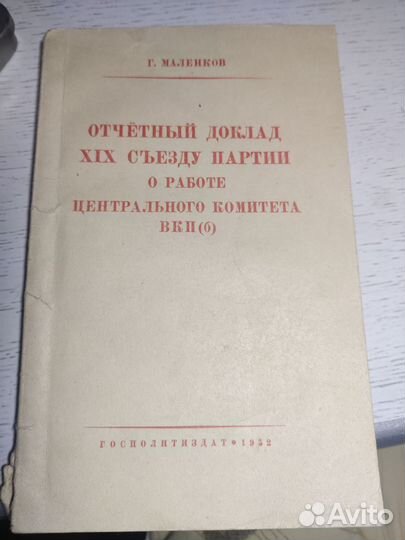 Г. МАЛЕНКОВ
ОТЧЁТНЫЙ ДОКЛАД
XIX СЪЕЗДУ ПАРТИИ
О РАБОТЕ
ЦЕНТРАЛЬНОГО КОМИТЕТА
ВКП(б)
ГОСПОЛИТИЗДАТ • 1952
Avito